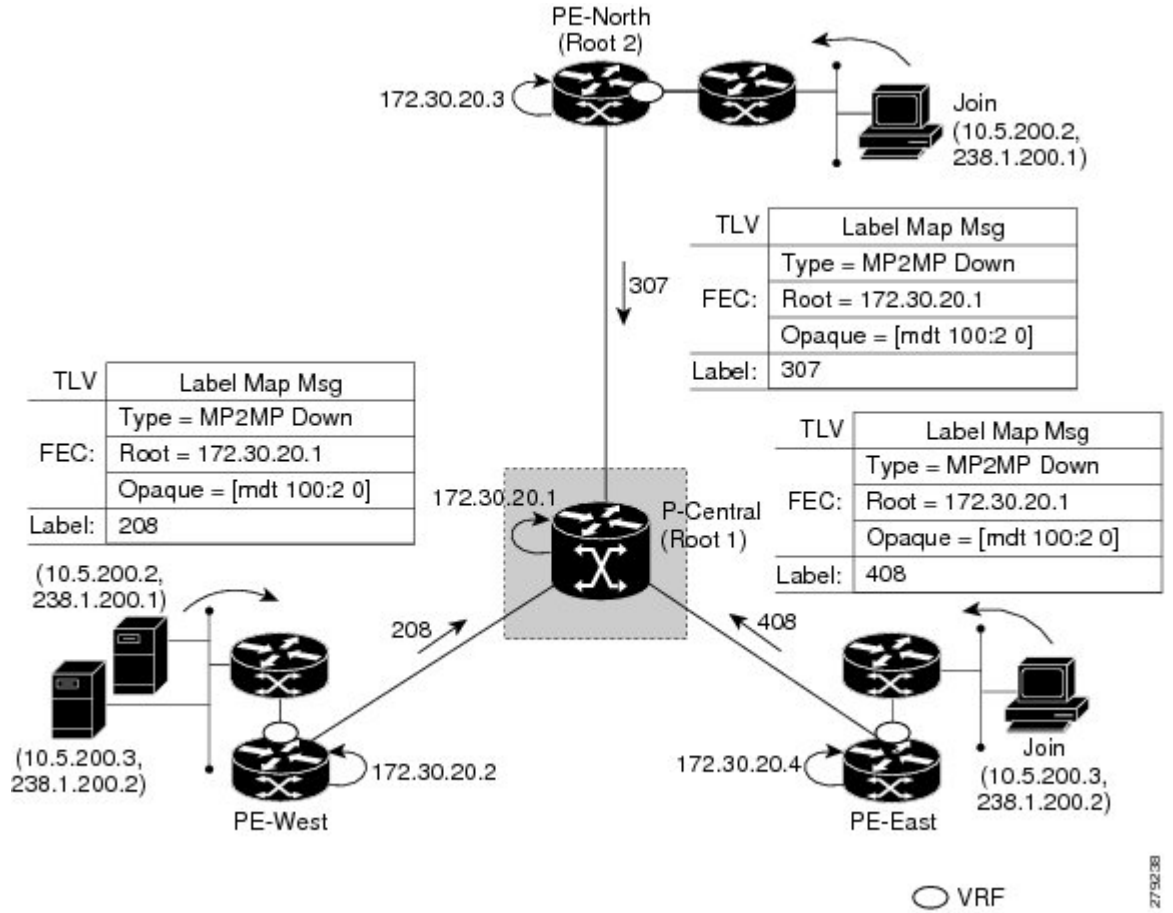 PE-North
(Root 2)
172.30.20.3
Join
(10.5.200.2,
238.1.200.1)
307
TLV
Label Map Msg
Type = MP2MP Down
FEC:
Root = 172.30.20.1
Opaque = [mdt 100:2 0]
Label:
307
TLV
Label Map Msg
Type = MP2MP Down
FEC:
Root = 172.30.20.1
Opaque = [mdt 100:2 0]
Label:
208
TLV
Label Map Msg
Type = MP2MP Down
FEC:
Root = 172.30.20.1
Opaque = [mdt 100:2 0]
Label:
408
172.30.20.1
P-Central
(Root 1)
(10.5.200.2,
238.1.200.1)
208
408
(10.5.200.3,
238.1.200.2)
172.30.20.2
PE-West
172.30.20.4
PE-East
Join
(10.5.200.3,
238.1.200.2)
VRF
279238